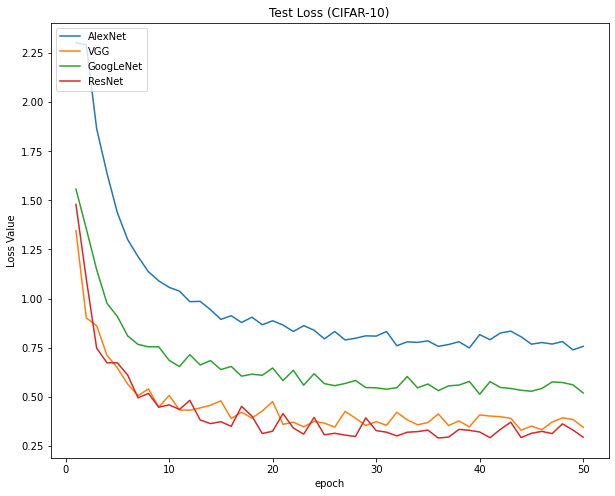 Test Loss (CIFAR-10)
AlexNet
VGG
GoogLeNet
ResNet
2.25
2.00
1.75
1.50
1.25
1.00
0.75
0.50
0.25
Loss Value
0 10 20 30 40 50
epoch